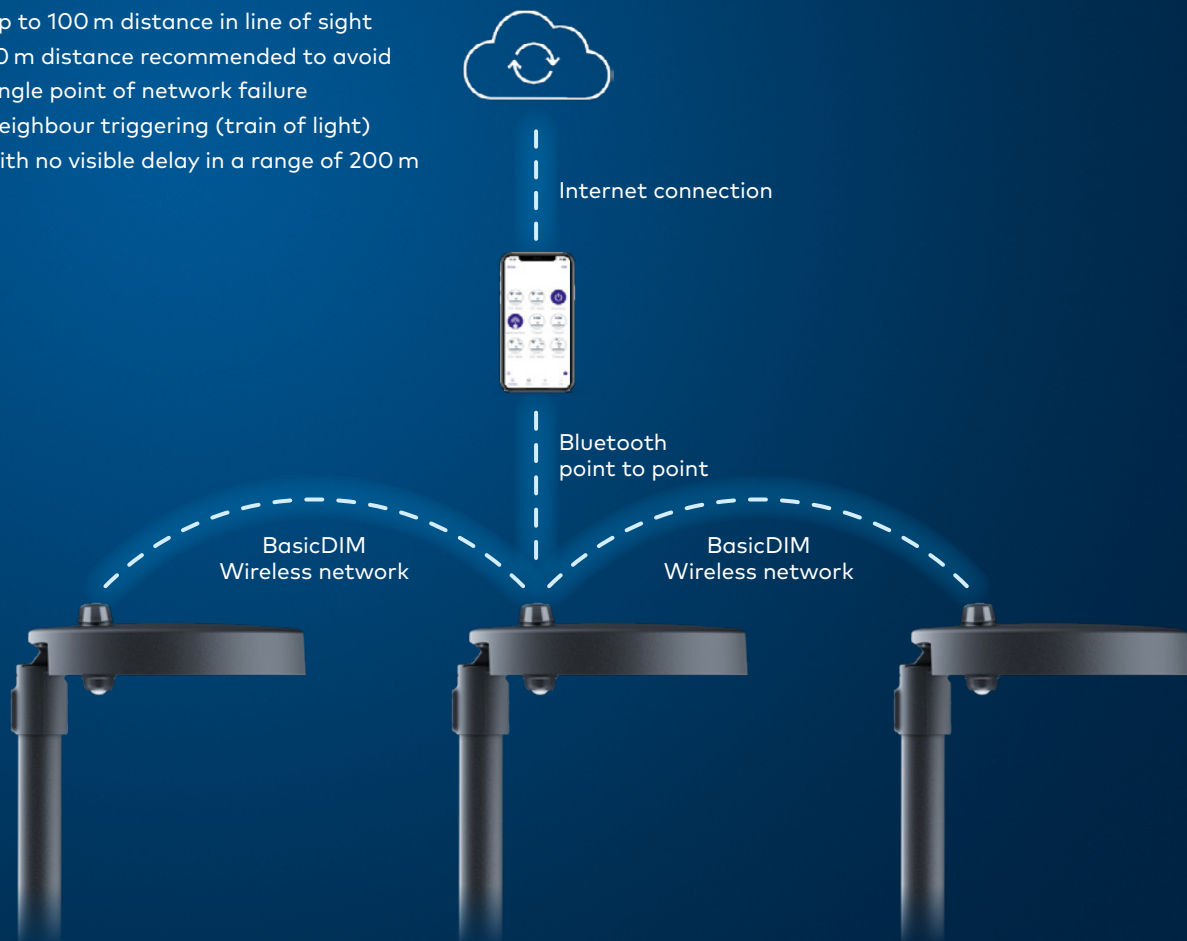 p to 100 m distance in line of sight
0 m distance recommended to avoid
ngle point of network failure
eighbour triggering (train of light)
ith no visible delay in a range of 200 m
Internet connection
Bluetooth
point to point
BasicDIM
Wireless network
BasicDIM
Wireless network